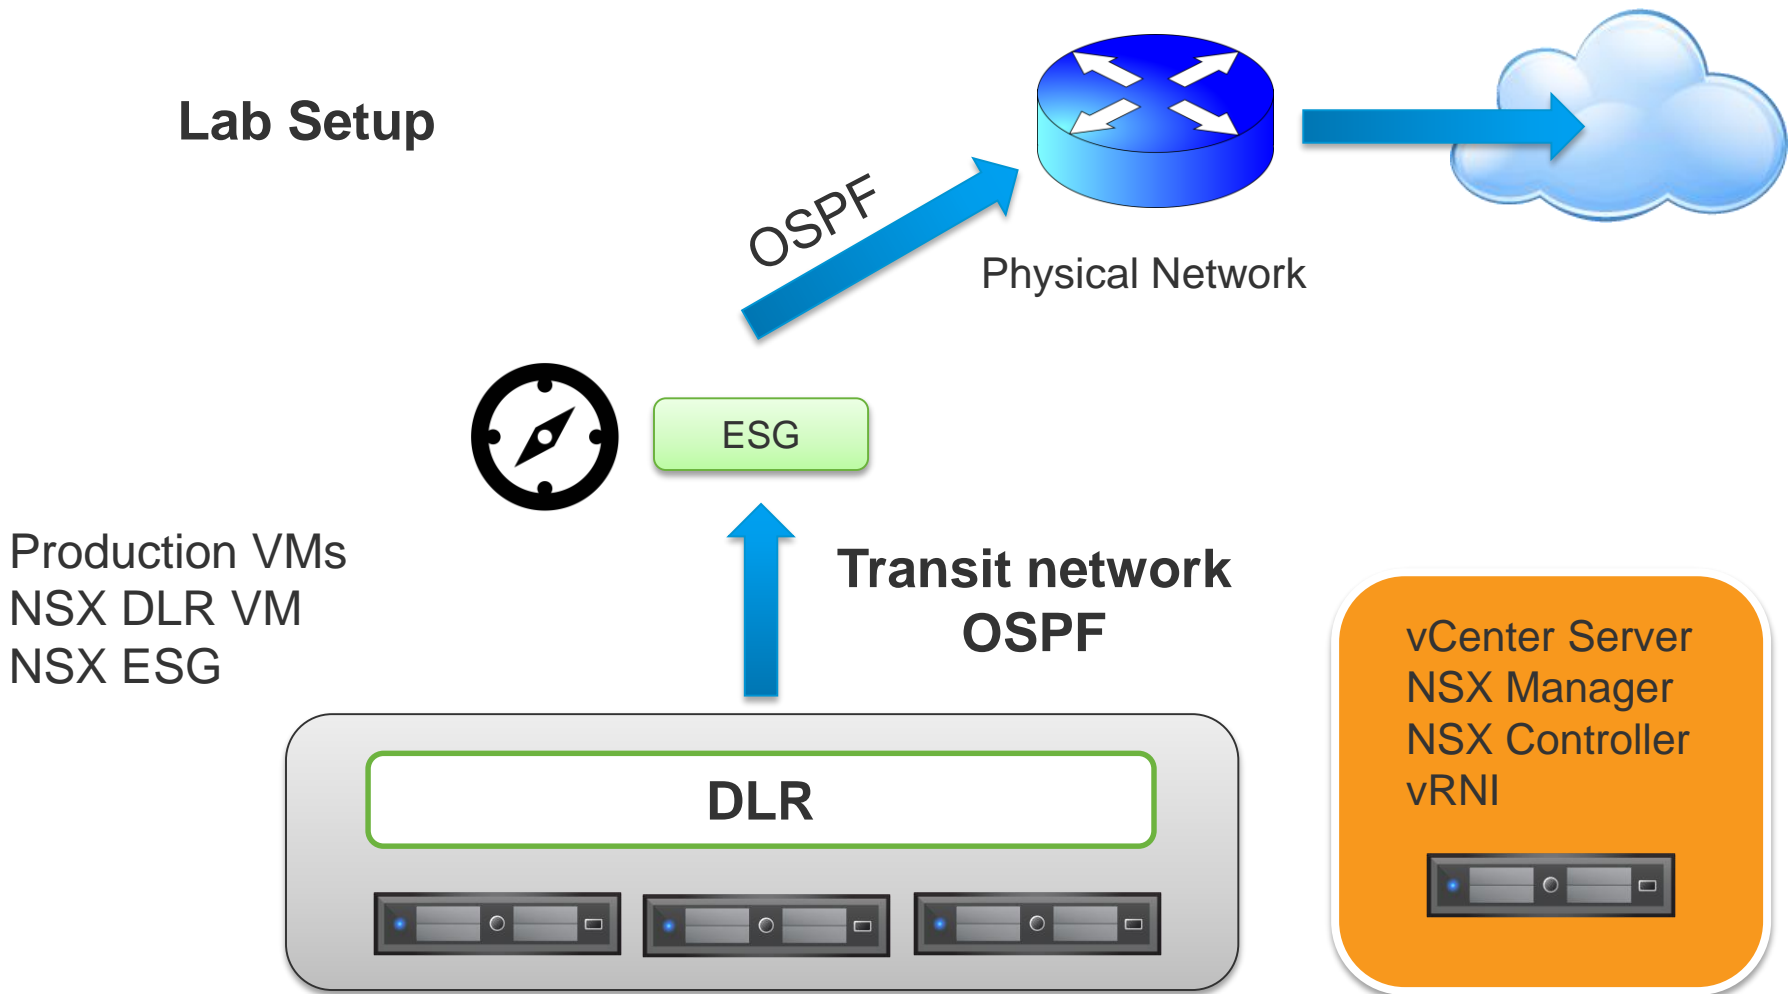 Lab Setup
OSPF
Physical Network
ESG
Production VMs
NSX DLR VM
NSX ESG
Transit network
OSPF
vCenter Server
NSX Manager
NSX Controller
vRNI
DLR